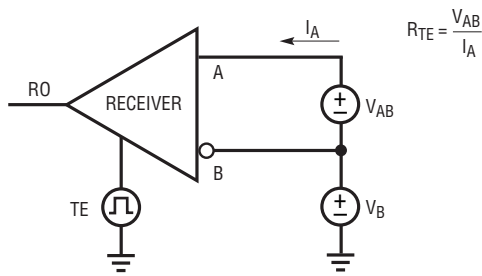 I_A
R_TE = V_AB / I_A
A
RO
RECEIVER
+
−
V_AB
B
TE
+
−
V_B